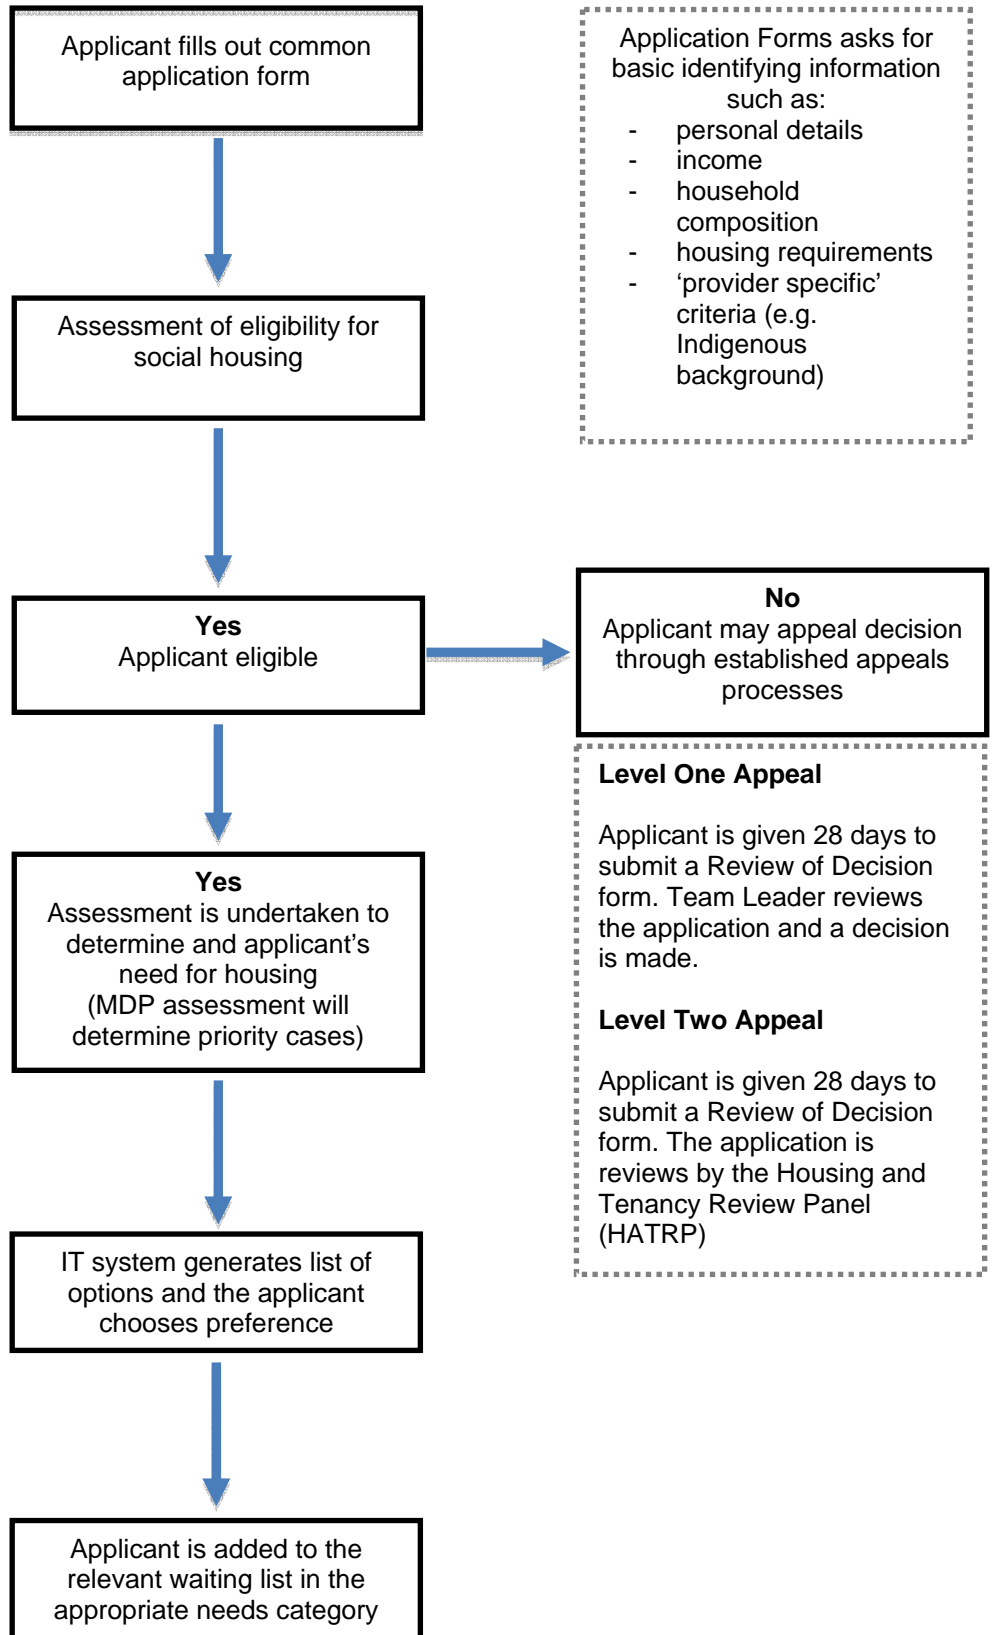 Applicant fills out common
application form
Application Forms asks for
basic identifying information
such as:
- personal details
- income
- household
composition
- housing requirements
- ‘provider specific’
criteria (e.g.
Indigenous
background)
Assessment of eligibility for
social housing
Yes
Applicant eligible
No
Applicant may appeal decision
through established appeals
processes
Level One Appeal
Applicant is given 28 days to
submit a Review of Decision
form. Team Leader reviews
the application and a decision
is made.
Level Two Appeal
Applicant is given 28 days to
submit a Review of Decision
form. The application is
reviews by the Housing and
Tenancy Review Panel
(HATRP)
Yes
Assessment is undertaken to
determine and applicant’s
need for housing
(MDP assessment will
determine priority cases)
IT system generates list of
options and the applicant
chooses preference
Applicant is added to the
relevant waiting list in the
appropriate needs category